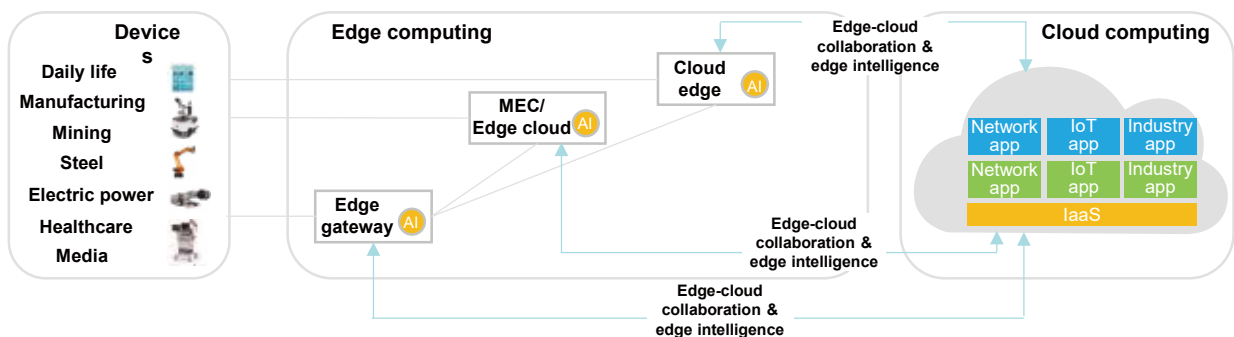 Device
s
Daily life
Manufacturing
Mining
Steel
Electric power
Healthcare
Media
Edge computing
Cloud
edge
AI
MEC/
Edge cloud
AI
Edge
gateway
AI
Edge-cloud
collaboration &
edge intelligence
Edge-cloud
collaboration &
edge intelligence
Edge-cloud
collaboration &
edge intelligence
Cloud computing
Network
app
IoT
app
Industry
app
Network
app
IoT
app
Industry
app
IaaS